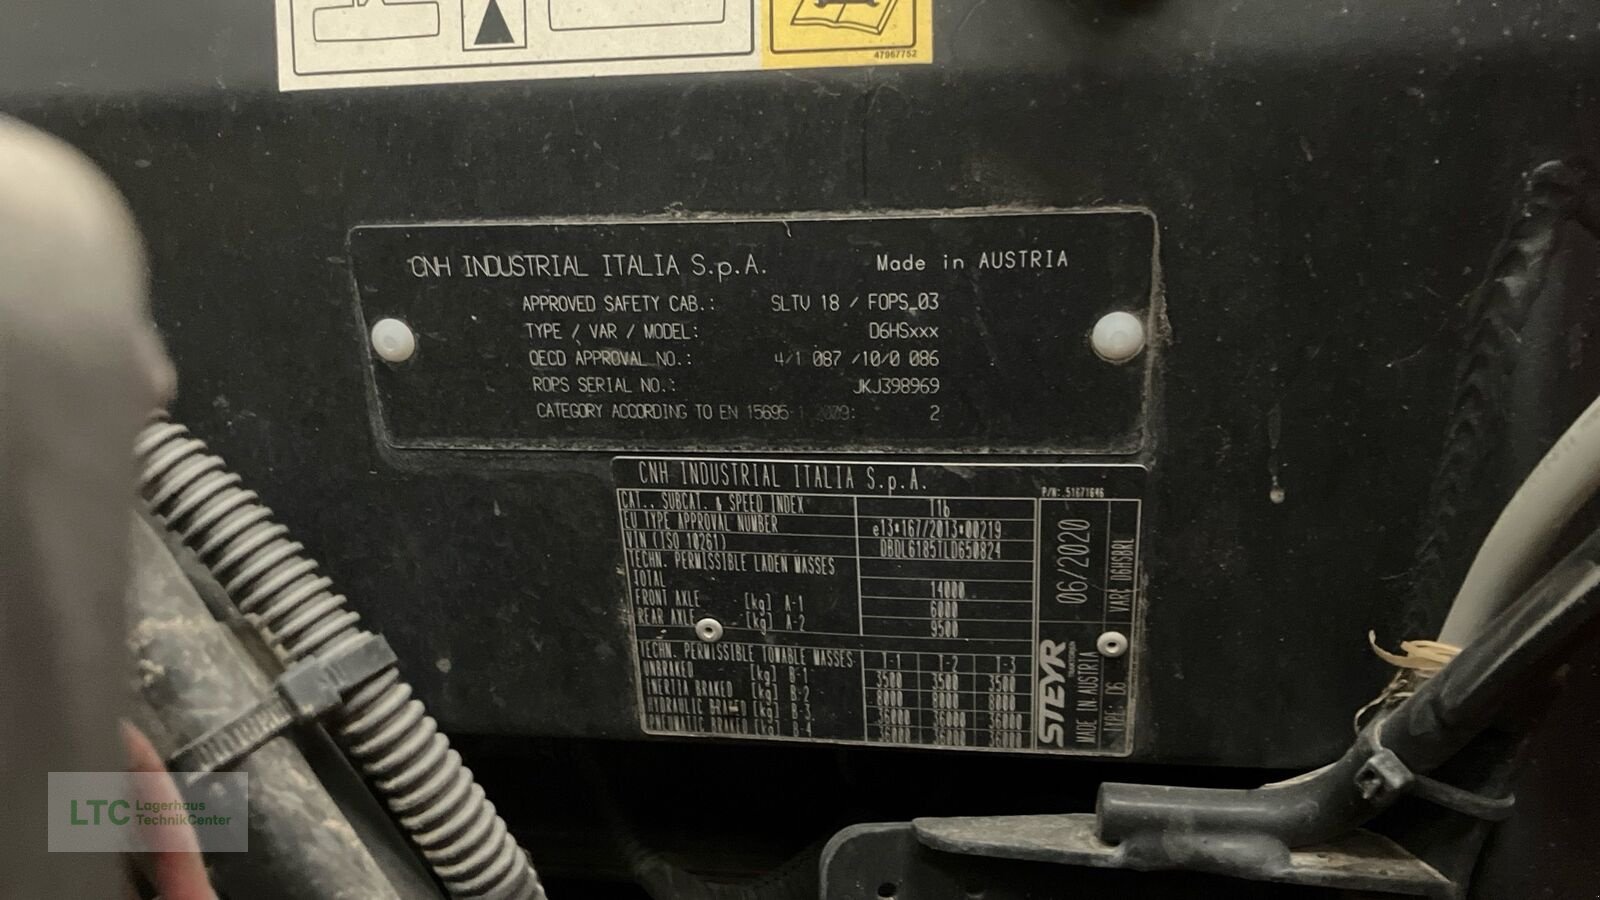 47967752
CNH INDUSTRIAL ITALIA S.p.A. Made in AUSTRIA
APPROVED SAFETY CAB.: SLTV 18 / FOPS_03
TYPE / VAR / MODEL: D6HSxxx
OECD APPROVAL NO.: 4/1 087 /10/0 086
ROPS SERIAL NO.: JKJ398969
CATEGORY ACCORDING TO EN 15695-1:2009: 2
CNH INDUSTRIAL ITALIA S.p.A.
P/N: 51671646
CAT., SUBCAT. & SPEED INDEX T1b
EU TYPE APPROVAL NUMBER e13*167/2013*00219
VIN (ISO 10261) DBDL6185TLD650824
TECHN. PERMISSIBLE LADEN MASSES
TOTAL 14000
FRONT AXLE [kg] A-1 6000
REAR AXLE [kg] A-2 9500
TECHN. PERMISSIBLE TOWABLE MASSES T-1 T-2 T-3
UNBRAKED [kg] B-1 3500 3500 3500
INERTIA BRAKED [kg] B-2 8000 8000 8000
HYDRAULIC BRAKED [kg] B-3 36000 36000 36000
PNEUMATIC BRAKED [kg] B-4 36000 36000 36000
06/2020
STEYR
TRAKTOREN
MADE IN AUSTRIA
TYPE: D6 VARE D6HSBRL
LTC Lagerhaus
TechnikCenter